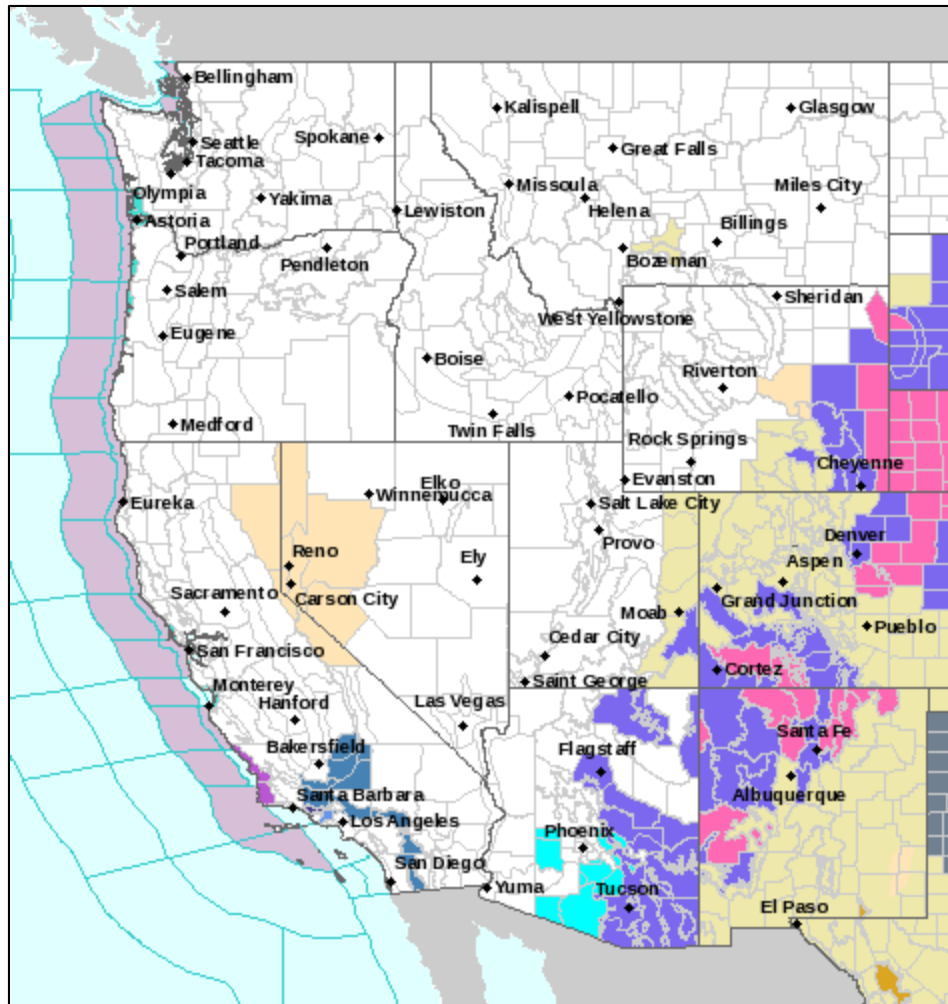 Bellingham
Kalispell
Glasgow
Seattle
Spokane
Great Falls
Tacoma
Missoula
Miles City
Olympia
Yakima
Lewiston
Helena
Astoria
Billings
Portland
Pendleton
Bozeman
Salem
Sheridan
West Yellowstone
Eugene
Boise
Riverton
Pocatello
Medford
Twin Falls
Rock Springs
Cheyenne
Elko
Evanston
Winnemucca
Eureka
Salt Lake City
Denver
Provo
Reno
Ely
Aspen
Sacramento
Carson City
Grand Junction
Moab
Pueblo
Cedar City
San Francisco
Cortez
Saint George
Monterey
Hanford
Las Vegas
Santa Fe
Bakersfield
Flagstaff
Santa Barbara
Albuquerque
Los Angeles
Phoenix
San Diego
Yuma
Tucson
El Paso